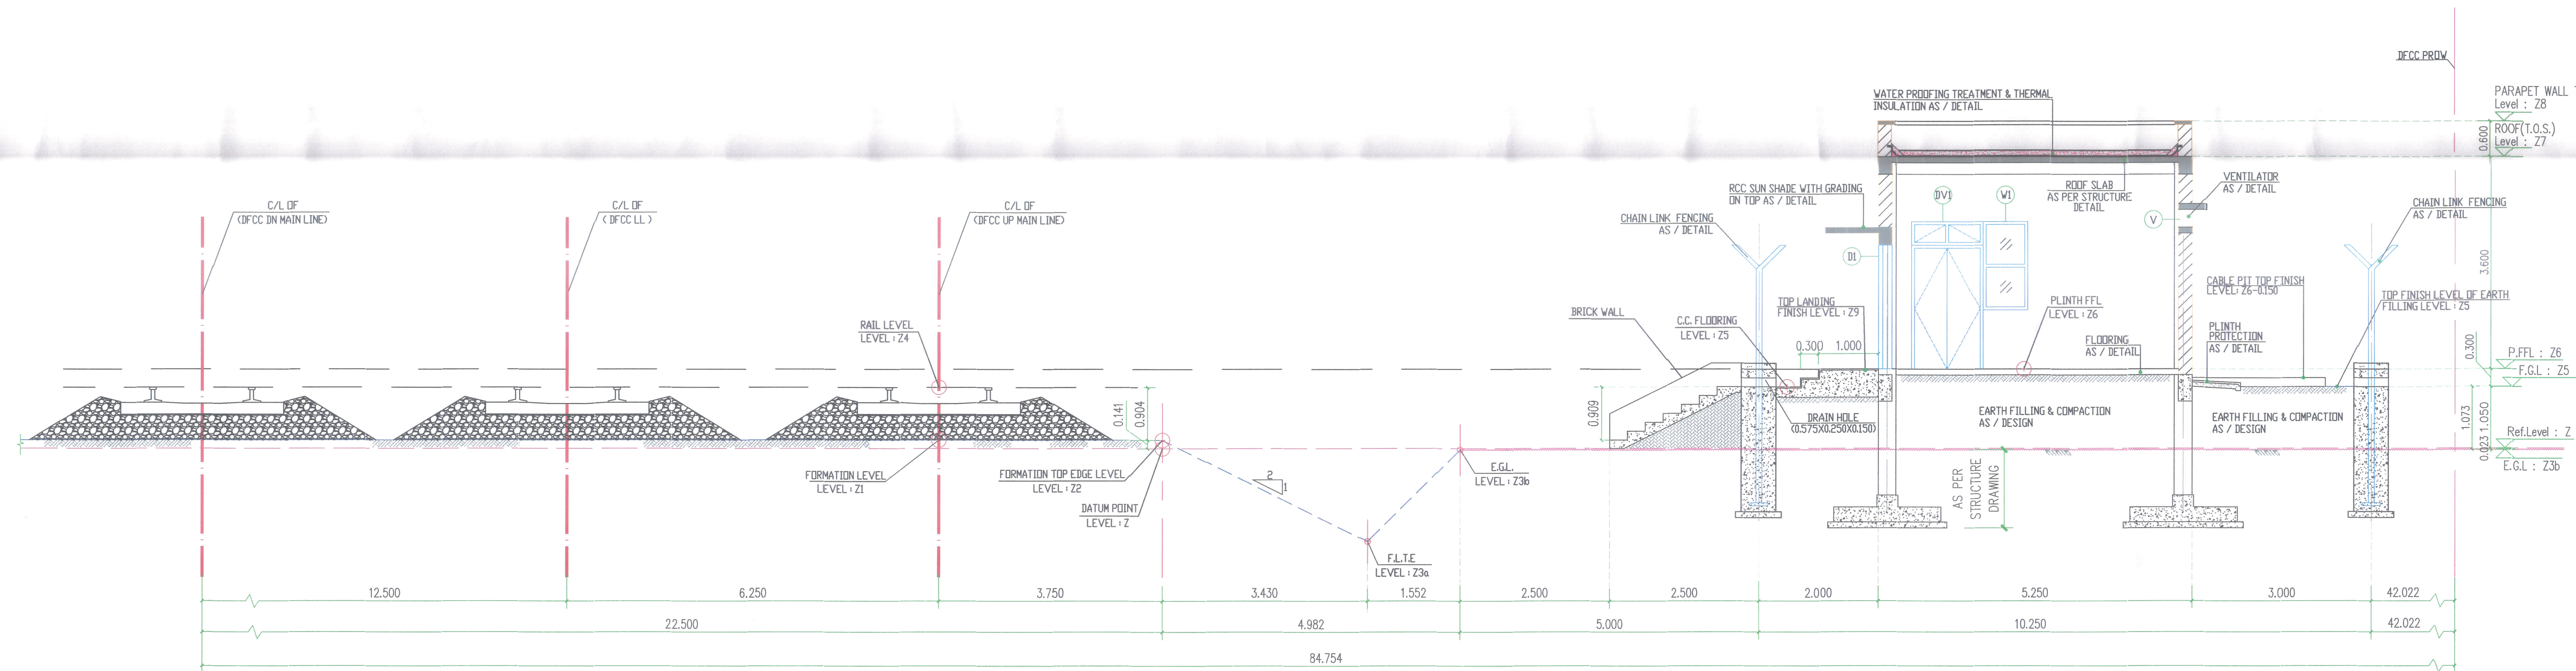 DFCC PROW
PARAPET WALL
Level : Z8
ROOF(T.O.S.)
Level : Z7
0.600
WATER PROOFING TREATMENT & THERMAL
INSULATION AS / DETAIL
C/L OF
(DFCC DN MAIN LINE)
C/L OF
( DFCC LL )
C/L OF
(DFCC UP MAIN LINE)
CHAIN LINK FENCING
AS / DETAIL
RCC SUN SHADE WITH GRADING
ON TOP AS / DETAIL
D1
DV1
W1
ROOF SLAB
AS PER STRUCTURE
DETAIL
V
VENTILATOR
AS / DETAIL
CHAIN LINK FENCING
AS / DETAIL
3.600
RAIL LEVEL
LEVEL : Z4
BRICK WALL
C.C. FLOORING
LEVEL : Z5
TOP LANDING
FINISH LEVEL : Z9
0.300
1.000
PLINTH FFL
LEVEL : Z6
FLOORING
AS / DETAIL
PLINTH
PROTECTION
AS / DETAIL
CABLE PIT TOP FINISH
LEVEL: Z6-0.150
TOP FINISH LEVEL OF EARTH
FILLING LEVEL : Z5
0.300
P.FFL : Z6
F.G.L : Z5
0.141
0.904
0.909
DRAIN HOLE
(0.575X0.250X0.150)
EARTH FILLING & COMPACTION
AS / DESIGN
EARTH FILLING & COMPACTION
AS / DESIGN
1.073
1.050
0.023
Ref.Level : Z
E.G.L : Z3b
FORMATION LEVEL
LEVEL : Z1
FORMATION TOP EDGE LEVEL
LEVEL : Z2
DATUM POINT
LEVEL : Z
2
1
E.G.L.
LEVEL : Z3b
F.L.T.E
LEVEL : Z3a
AS PER
STRUCTURE
DRAWING
12.500
6.250
3.750
3.430
1.552
2.500
2.500
2.000
5.250
3.000
42.022
22.500
4.982
5.000
10.250
42.022
84.754